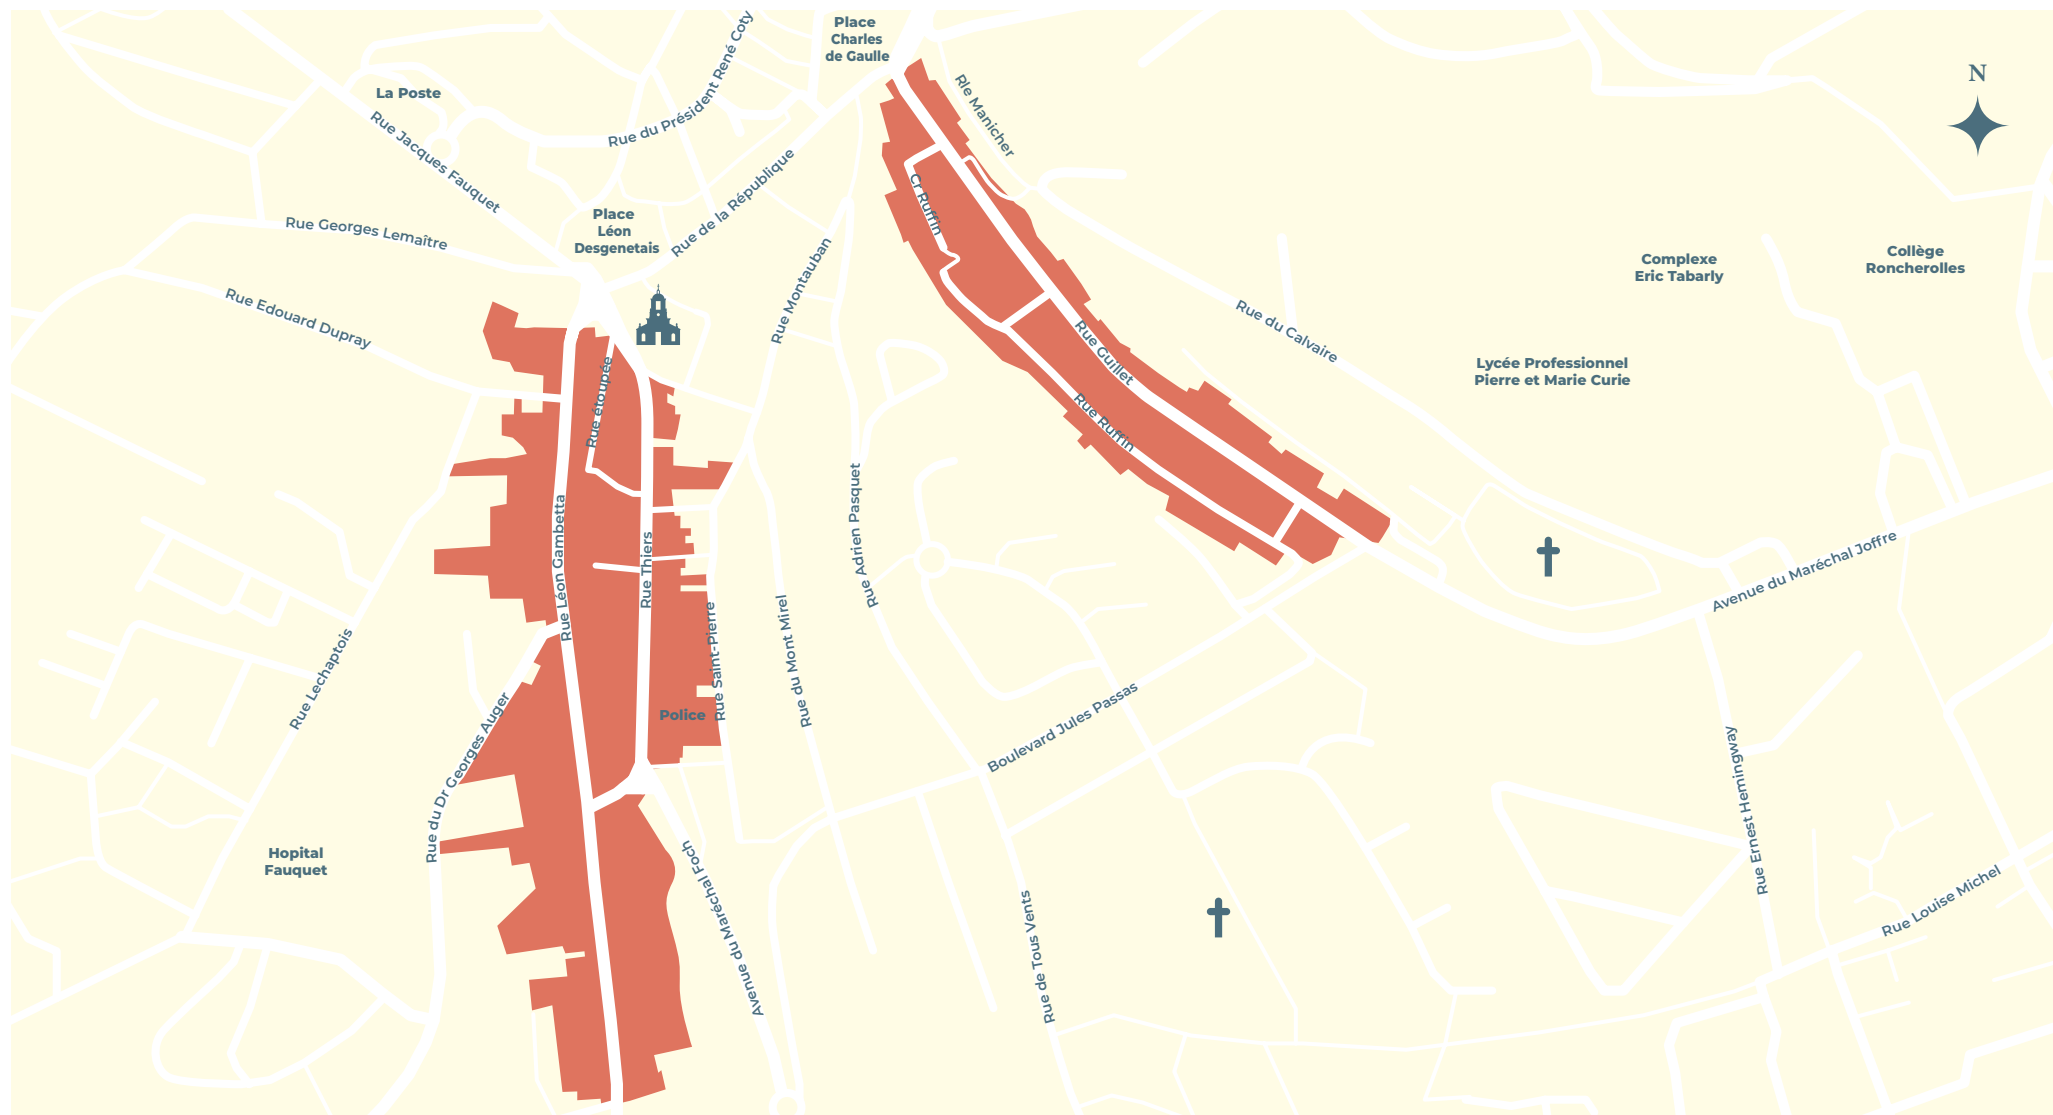 Place
Charles
de Gaulle
Rue du Président René Coty
N
La Poste
Rle Manicher
Rue Jacques Fauquet
Rue de la République
Cr Ruffin
Place
Léon
Desgenetais
Rue Georges Lemaître
Rue Montauban
Complexe
Eric Tabarly
Collège
Roncherolles
Rue Edouard Dupray
Rue du Calvaire
Rue Guillet
Lycée Professionnel
Pierre et Marie Curie
Rue étoupée
Rue Ruffin
Rue Léon Gambetta
Rue Thiers
Rue Adrien Pasquet
Avenue du Maréchal Joffre
Rue Saint-Pierre
Rue du Mont Mirel
Rue Lechaptois
Police
Boulevard Jules Passas
Rue du Dr Georges Auger
Rue Ernest Hemingway
Hopital
Fauquet
Avenue du Maréchal Foch
Rue de Tous Vents
Rue Louise Michel